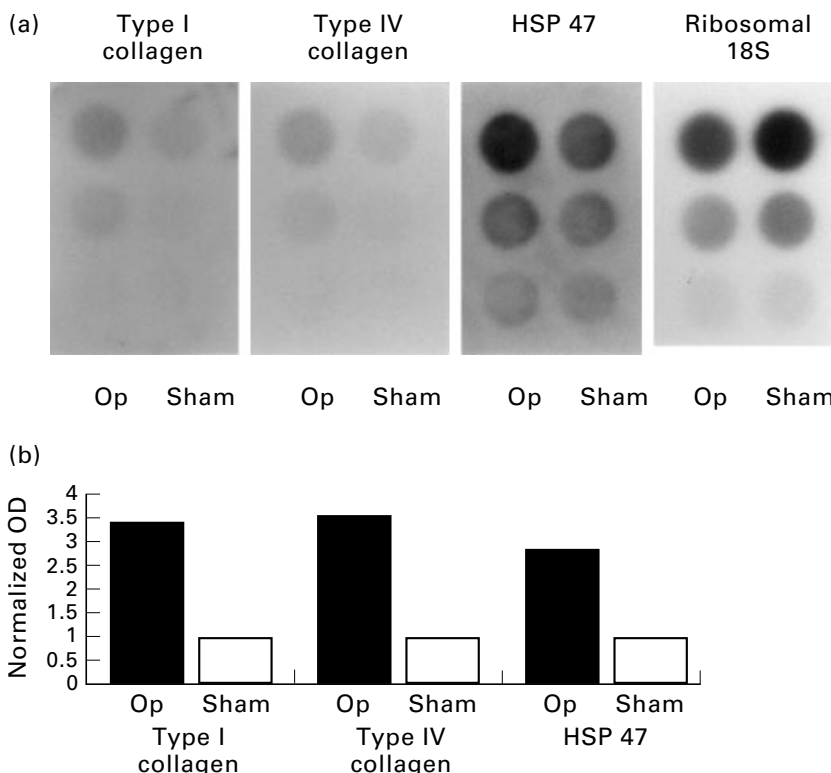 (a)
Type I
collagen
Type IV
collagen
HSP 47
Ribosomal
18S
Op Sham Op Sham Op Sham Op Sham
(b)
Normalized OD
4
3.5
3
2.5
2
1.5
1
0.5
0
Op Sham Op Sham Op Sham
Type I
collagen
Type IV
collagen
HSP 47